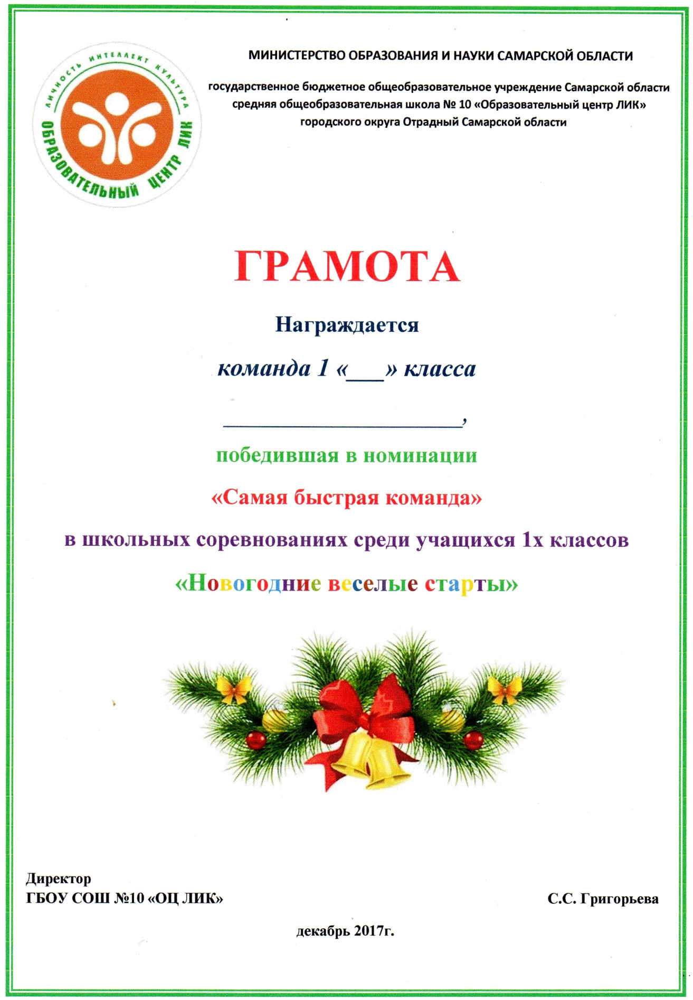 ЛИЧНОСТЬ ИНТЕЛЛЕКТ КУЛЬТУРА
ОБРАЗОВАТЕЛЬНЫЙ ЦЕНТР ЛИК
МИНИСТЕРСТВО ОБРАЗОВАНИЯ И НАУКИ САМАРСКОЙ ОБЛАСТИ
государственное бюджетное общеобразовательное учреждение Самарской области
средняя общеобразовательная школа № 10 «Образовательный центр ЛИК»
городского округа Отрадный Самарской области
ГРАМОТА
Награждается
команда 1 «___» класса
___________________,
победившая в номинации
«Самая быстрая команда»
в школьных соревнованиях среди учащихся 1х классов
«Новогодние веселые старты»
Директор
ГБОУ СОШ №10 «ОЦ ЛИК» С.С. Григорьева
декабрь 2017г.